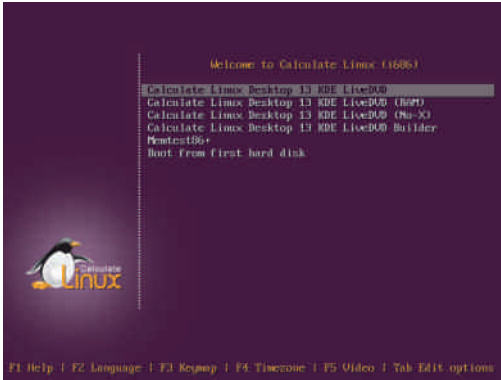 Welcome to Calculate Linux (i686)
Calculate Linux Desktop 13 KDE LiveDVD
Calculate Linux Desktop 13 KDE LiveDVD (RAM)
Calculate Linux Desktop 13 KDE LiveDVD (No-X)
Calculate Linux Desktop 13 KDE LiveDVD Builder
Memtest86+
Boot from first hard disk
Calculate
Linux
F1 Help | F2 Language | F3 Keymap | F4 Timezone | F5 Video | Tab Edit options